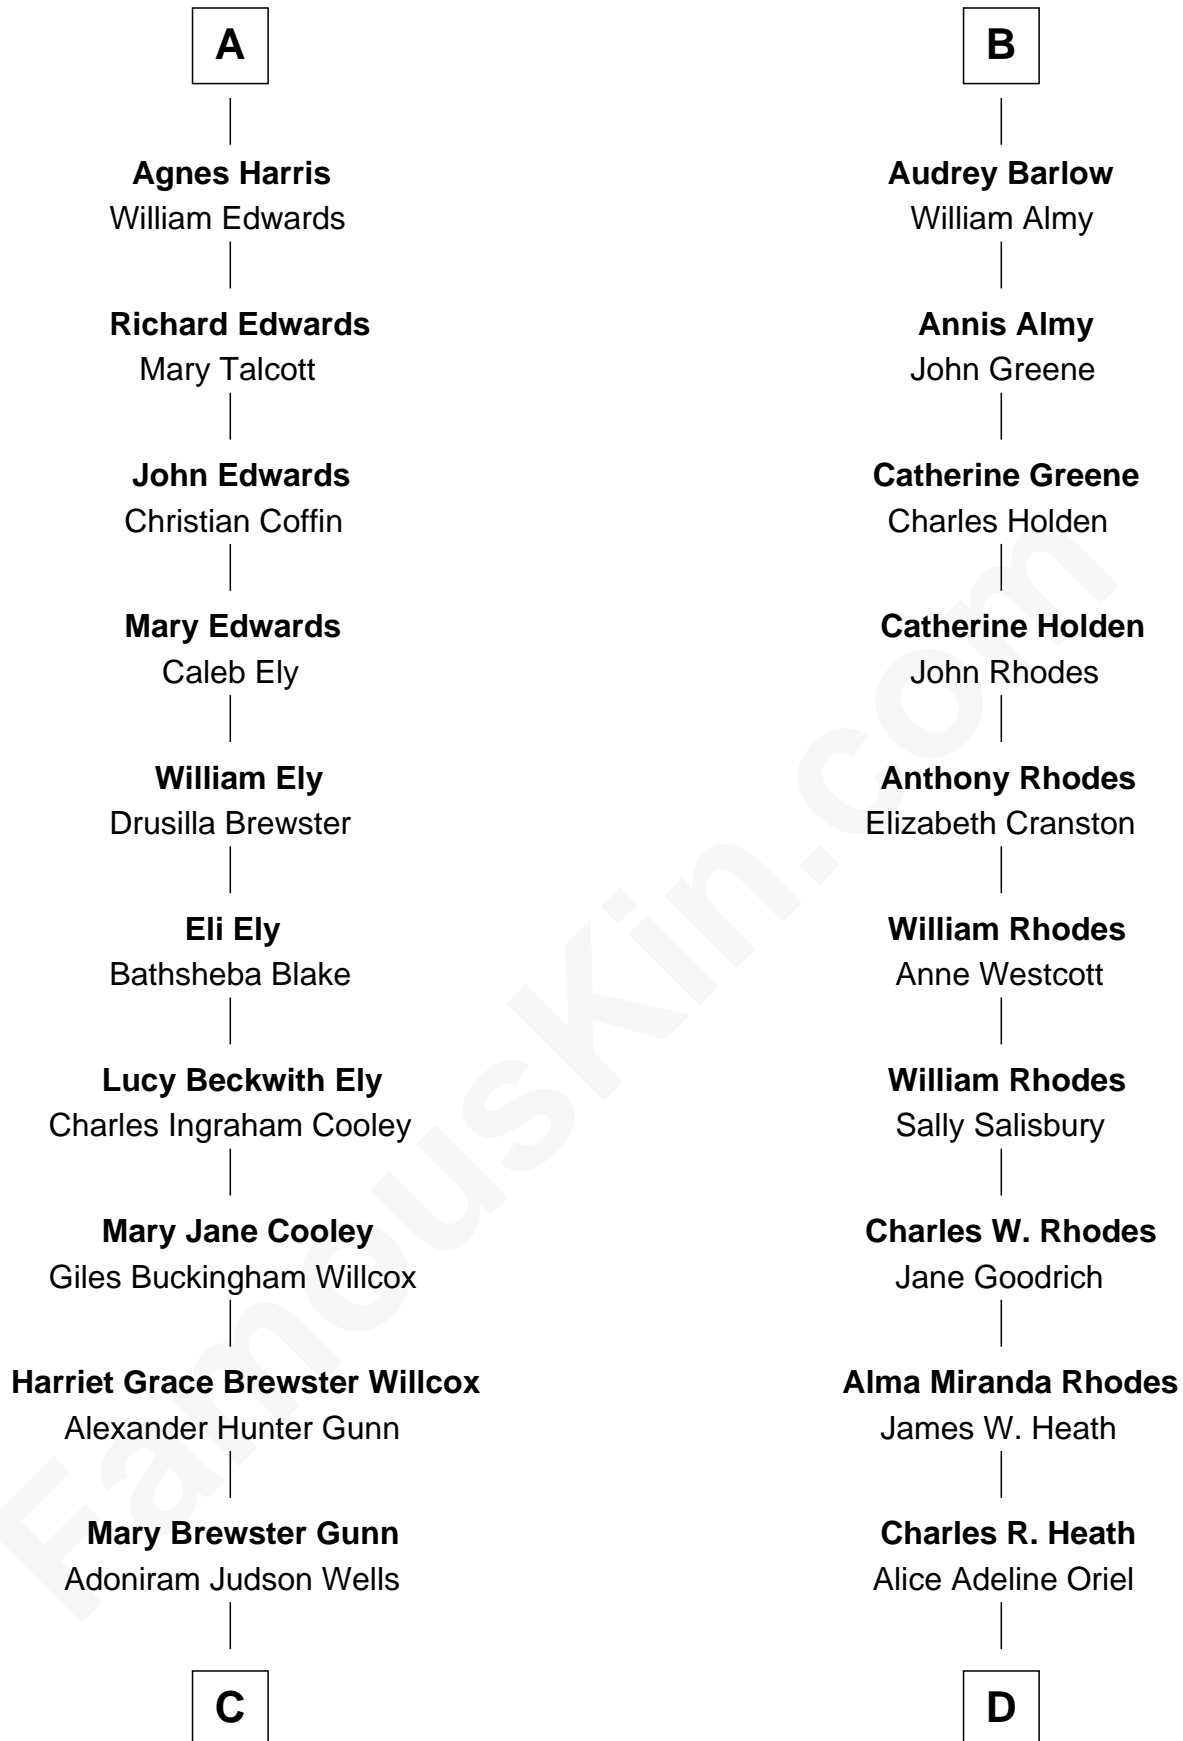 A
Agnes Harris
William Edwards
Richard Edwards
Mary Talcott
John Edwards
Christian Coffin
Mary Edwards
Caleb Ely
William Ely
Drusilla Brewster
Eli Ely
Bathsheba Blake
Lucy Beckwith Ely
Charles Ingraham Cooley
Mary Jane Cooley
Giles Buckingham Willcox
Harriet Grace Brewster Willcox
Alexander Hunter Gunn
Mary Brewster Gunn
Adoniram Judson Wells
C
B
Audrey Barlow
William Almy
Annis Almy
John Greene
Catherine Greene
Charles Holden
Catherine Holden
John Rhodes
Anthony Rhodes
Elizabeth Cranston
William Rhodes
Anne Westcott
William Rhodes
Sally Salisbury
Charles W. Rhodes
Jane Goodrich
Alma Miranda Rhodes
James W. Heath
Charles R. Heath
Alice Adeline Oriel
D
FamousKin.com